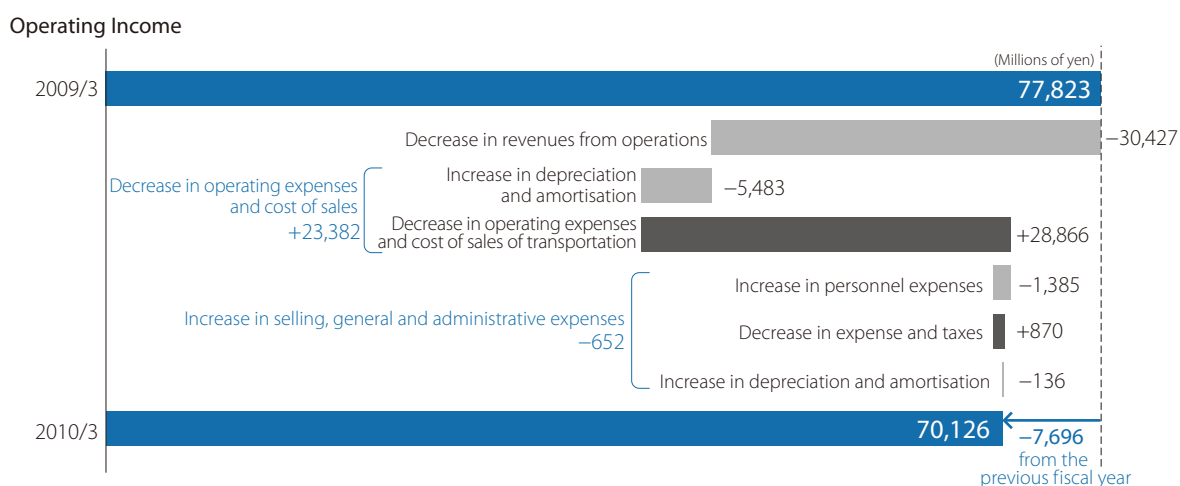 Operating Income
(Millions of yen)
2009/3
77,823
Decrease in revenues from operations
−30,427
Decrease in operating expenses
and cost of sales
+23,382
Increase in depreciation
and amortisation
−5,483
Decrease in operating expenses
and cost of sales of transportation
+28,866
Increase in selling, general and administrative expenses
−652
Increase in personnel expenses
−1,385
Decrease in expense and taxes
+870
Increase in depreciation and amortisation
−136
2010/3
70,126
−7,696
from the
previous fiscal year